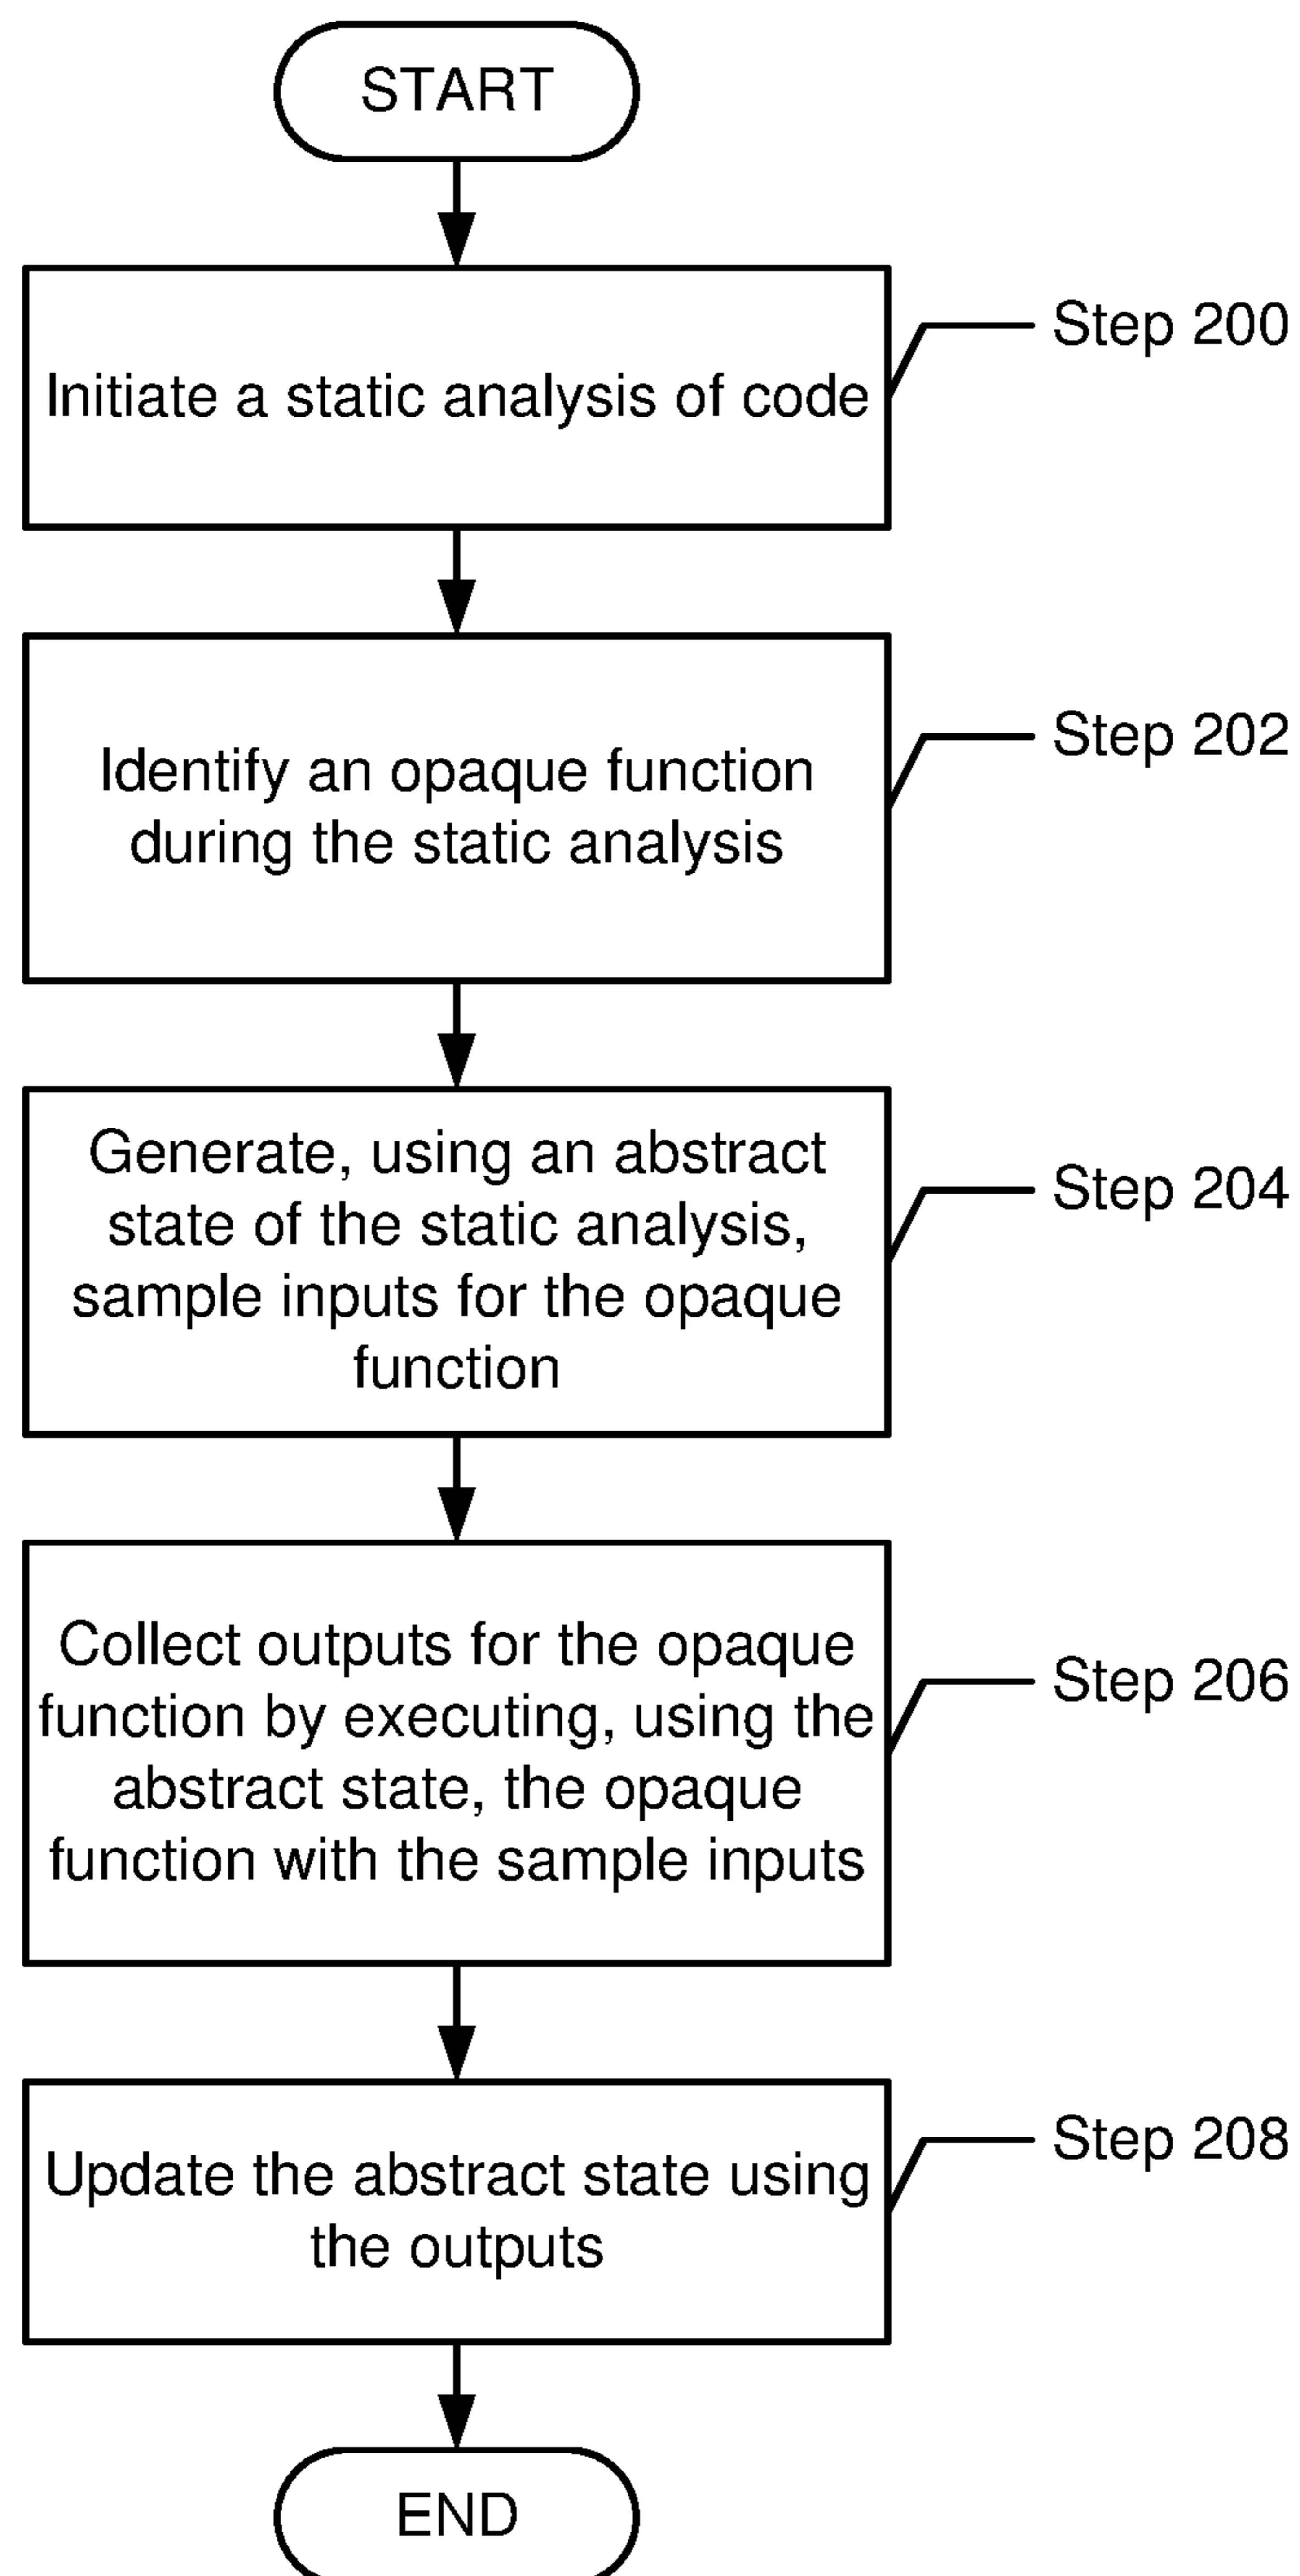 START
Initiate a static analysis of code
Step 200
Identify an opaque function
during the static analysis
Step 202
Generate, using an abstract
state of the static analysis,
sample inputs for the opaque
function
Step 204
Collect outputs for the opaque
function by executing, using the
abstract state, the opaque
function with the sample inputs
Step 206
Update the abstract state using
the outputs
Step 208
END